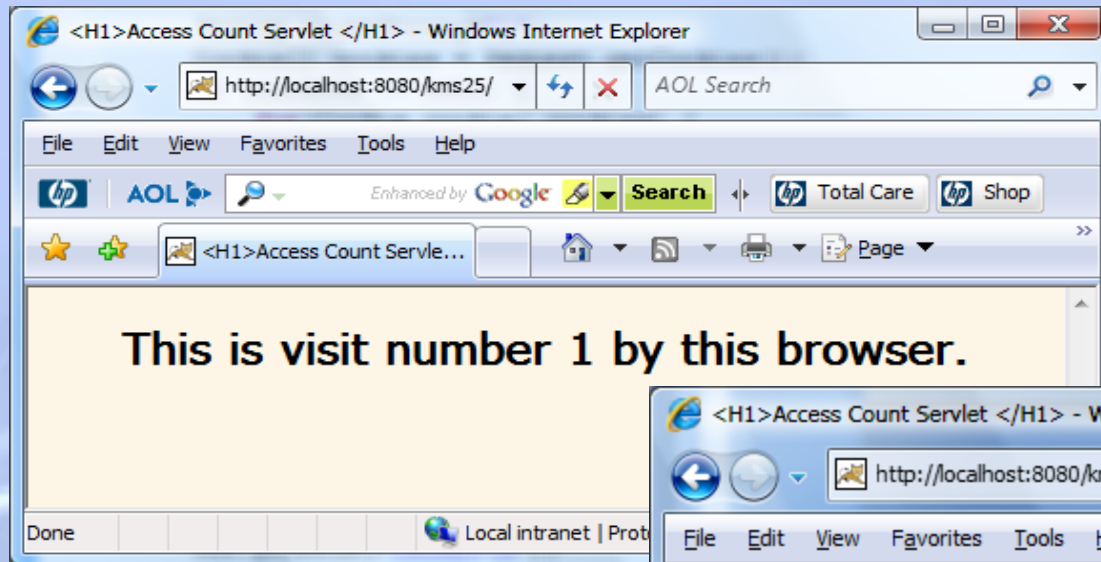 <H1>Access Count Servlet </H1> - Windows Internet Explorer
http://localhost:8080/kms25/ AOL Search
File Edit View Favorites Tools Help
hp AOL Enhanced by Google Search hp Total Care hp Shop
<H1>Access Count Servle... Page
This is visit number 1 by this browser.
Done Local intranet | Prot
<H1>Access Count Servlet </H1> - W
http://localhost:8080/k
File Edit View Favorites Tools